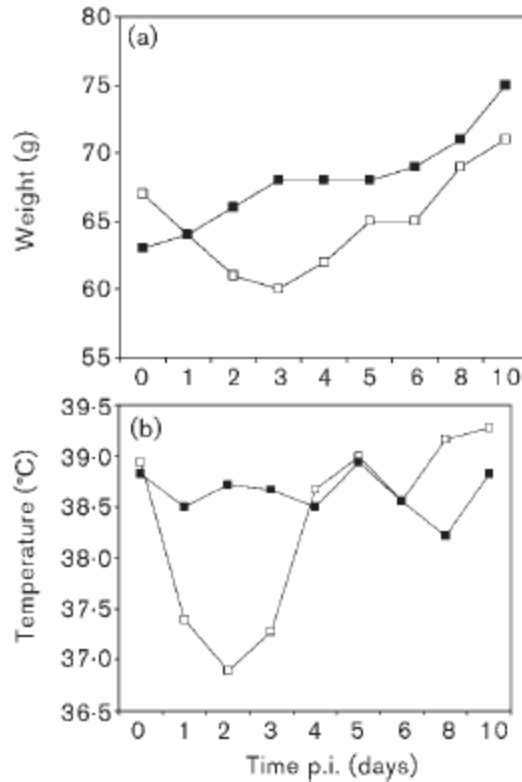 (a)
80
75
70
65
60
55
Weight (g)
0 1 2 3 4 5 6 8 10
(b)
39·5
39·0
38·5
38·0
37·5
37·0
36·5
Temperature (°C)
0 1 2 3 4 5 6 8 10
Time p.i. (days)